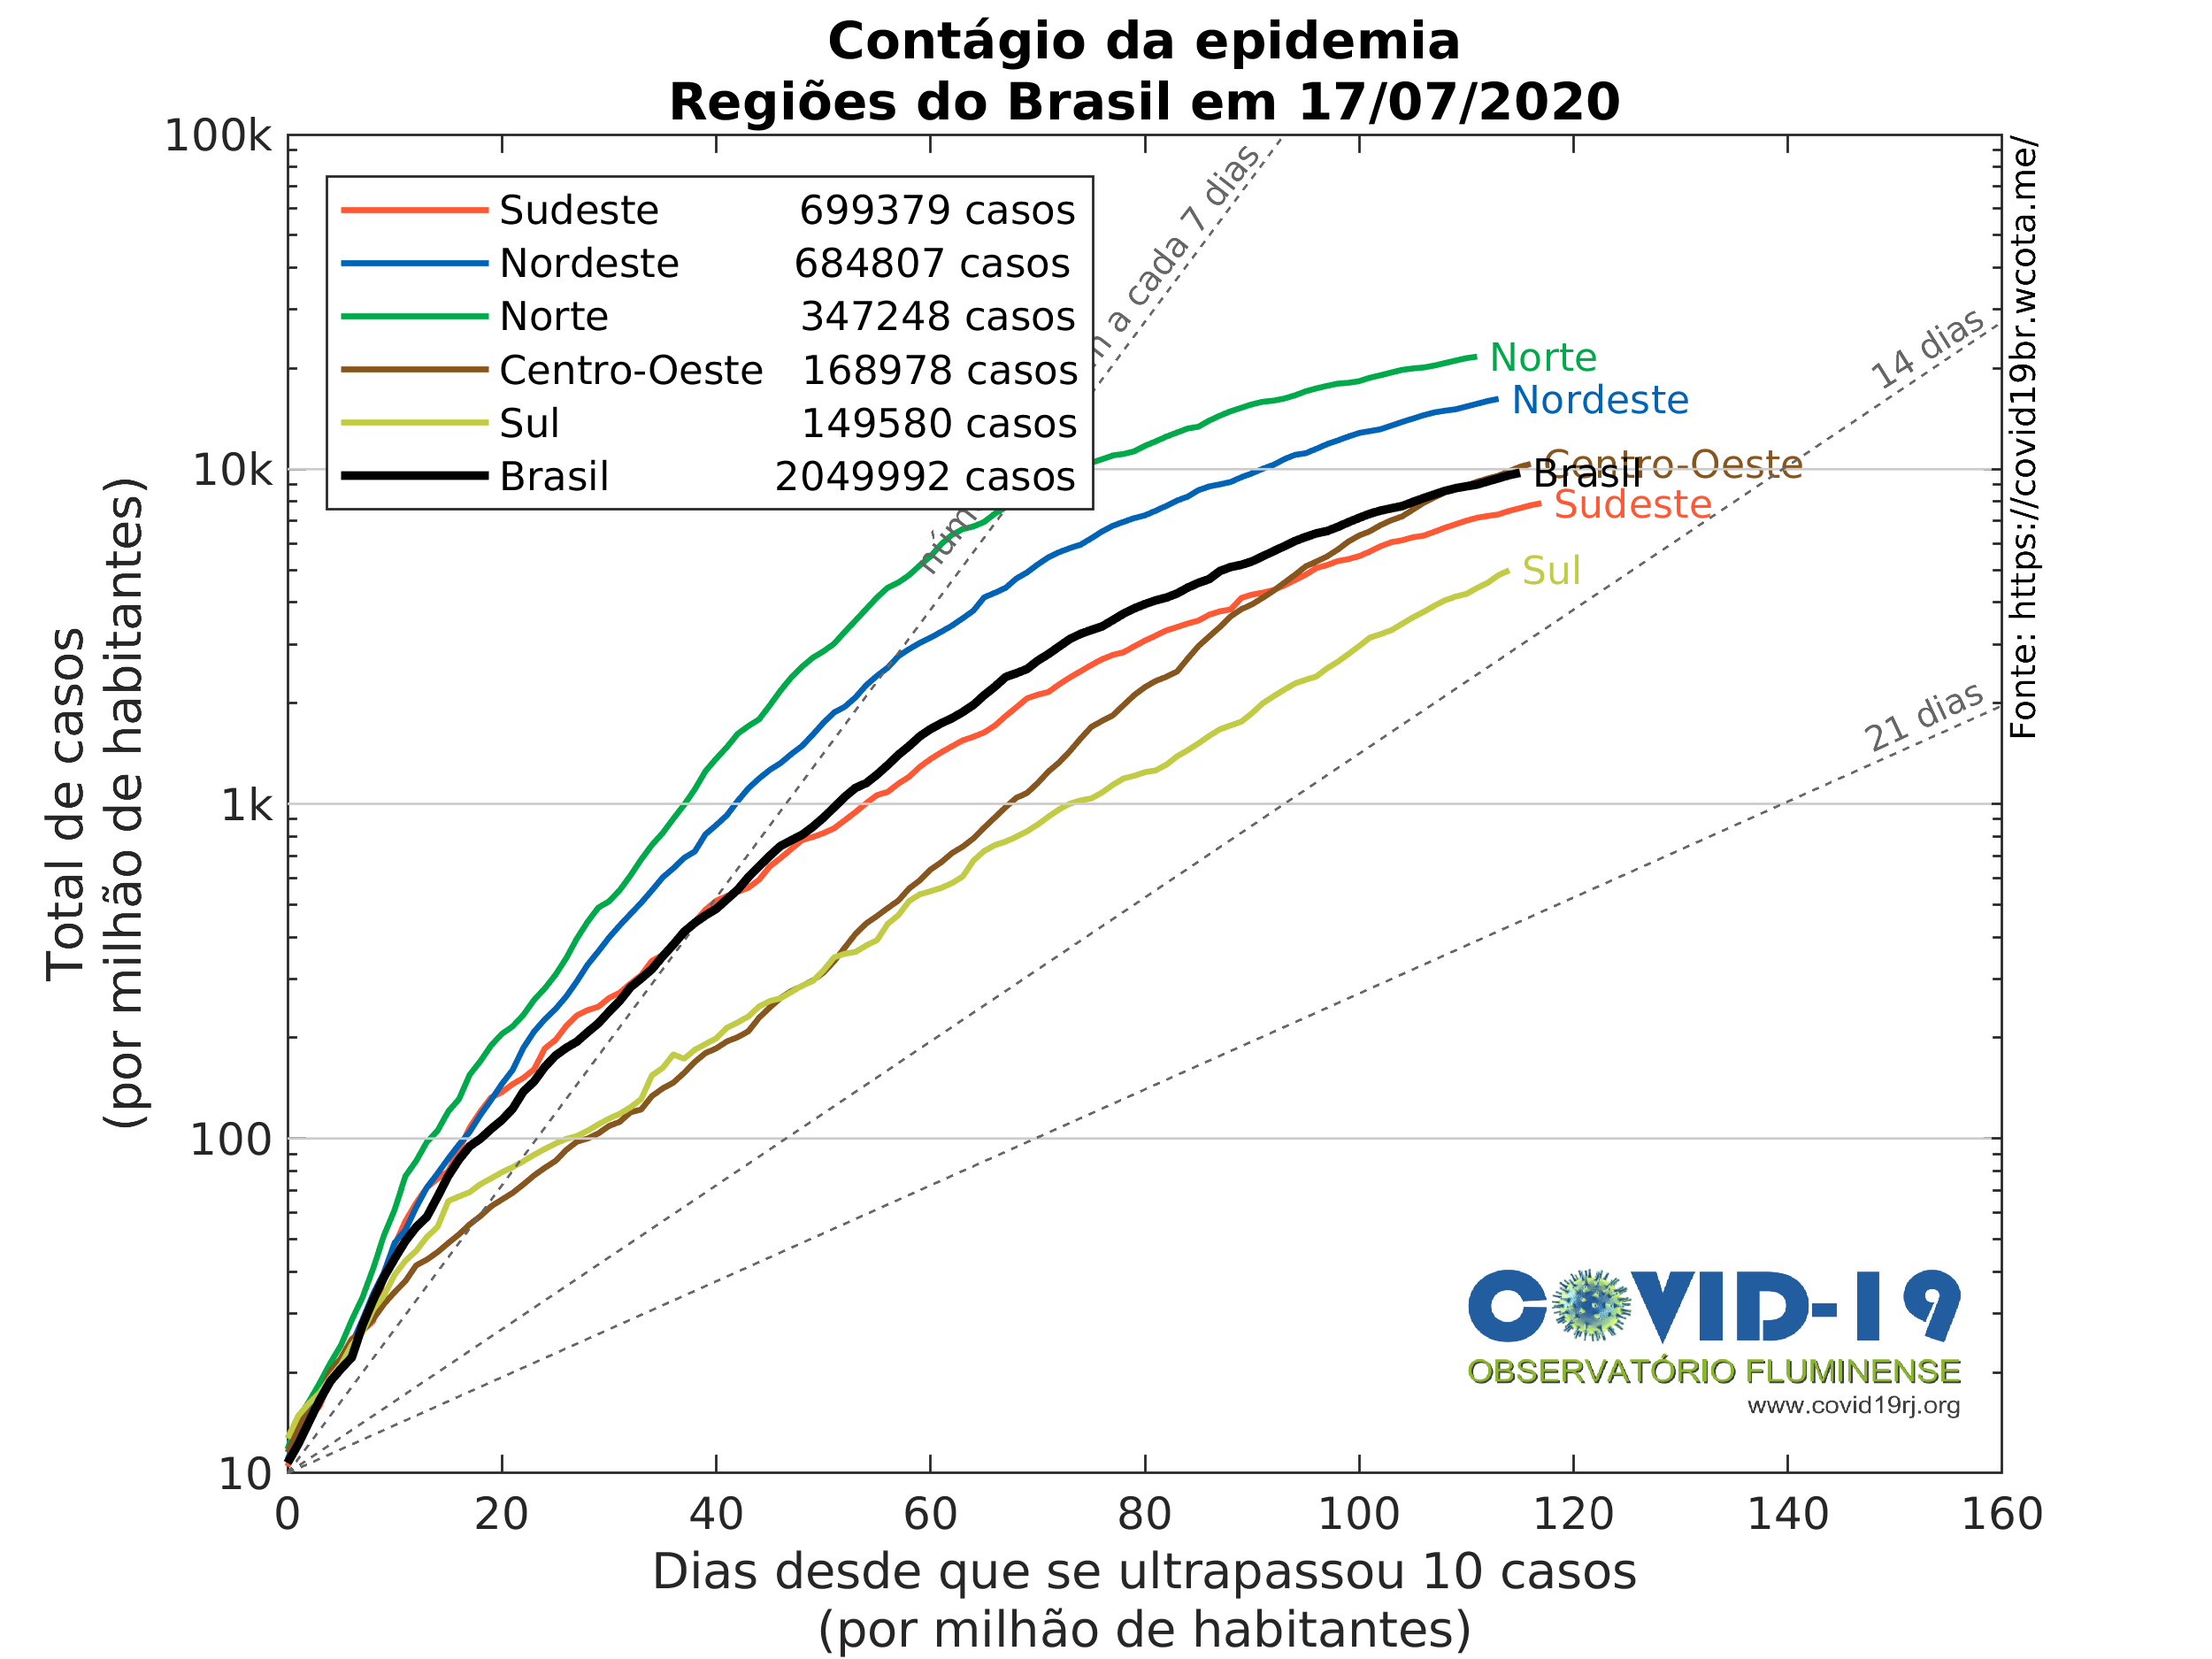 Contágio da epidemia
Regiões do Brasil em 17/07/2020
Total de casos
(por milhão de habitantes)
100k
10k
1k
100
10
Sudeste 699379 casos
Nordeste 684807 casos
Norte 347248 casos
Centro-Oeste 168978 casos
Sul 149580 casos
Brasil 2049992 casos
a cada 7 dias
14 dias
21 dias
Norte
Nordeste
Centro-Oeste
Brasil
Sudeste
Sul
Fonte: https://covid19br.wcota.me/
COVID-19
OBSERVATÓRIO FLUMINENSE
www.covid19rj.org
0 20 40 60 80 100 120 140 160
Dias desde que se ultrapassou 10 casos
(por milhão de habitantes)